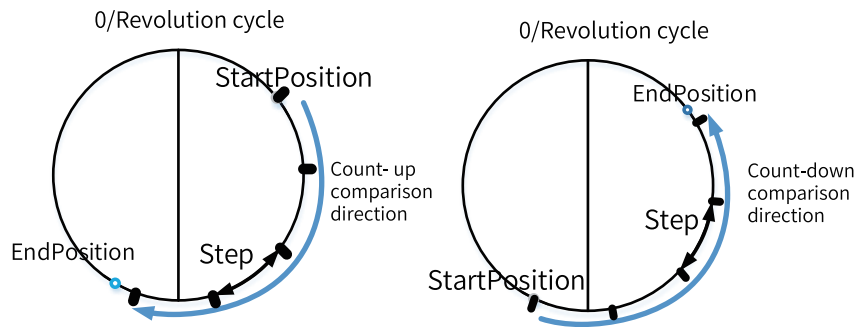 0/Revolution cycle
StartPosition
Count- up
comparison
direction
EndPosition
Step
0/Revolution cycle
EndPosition
Count-down
comparison
direction
Step
StartPosition